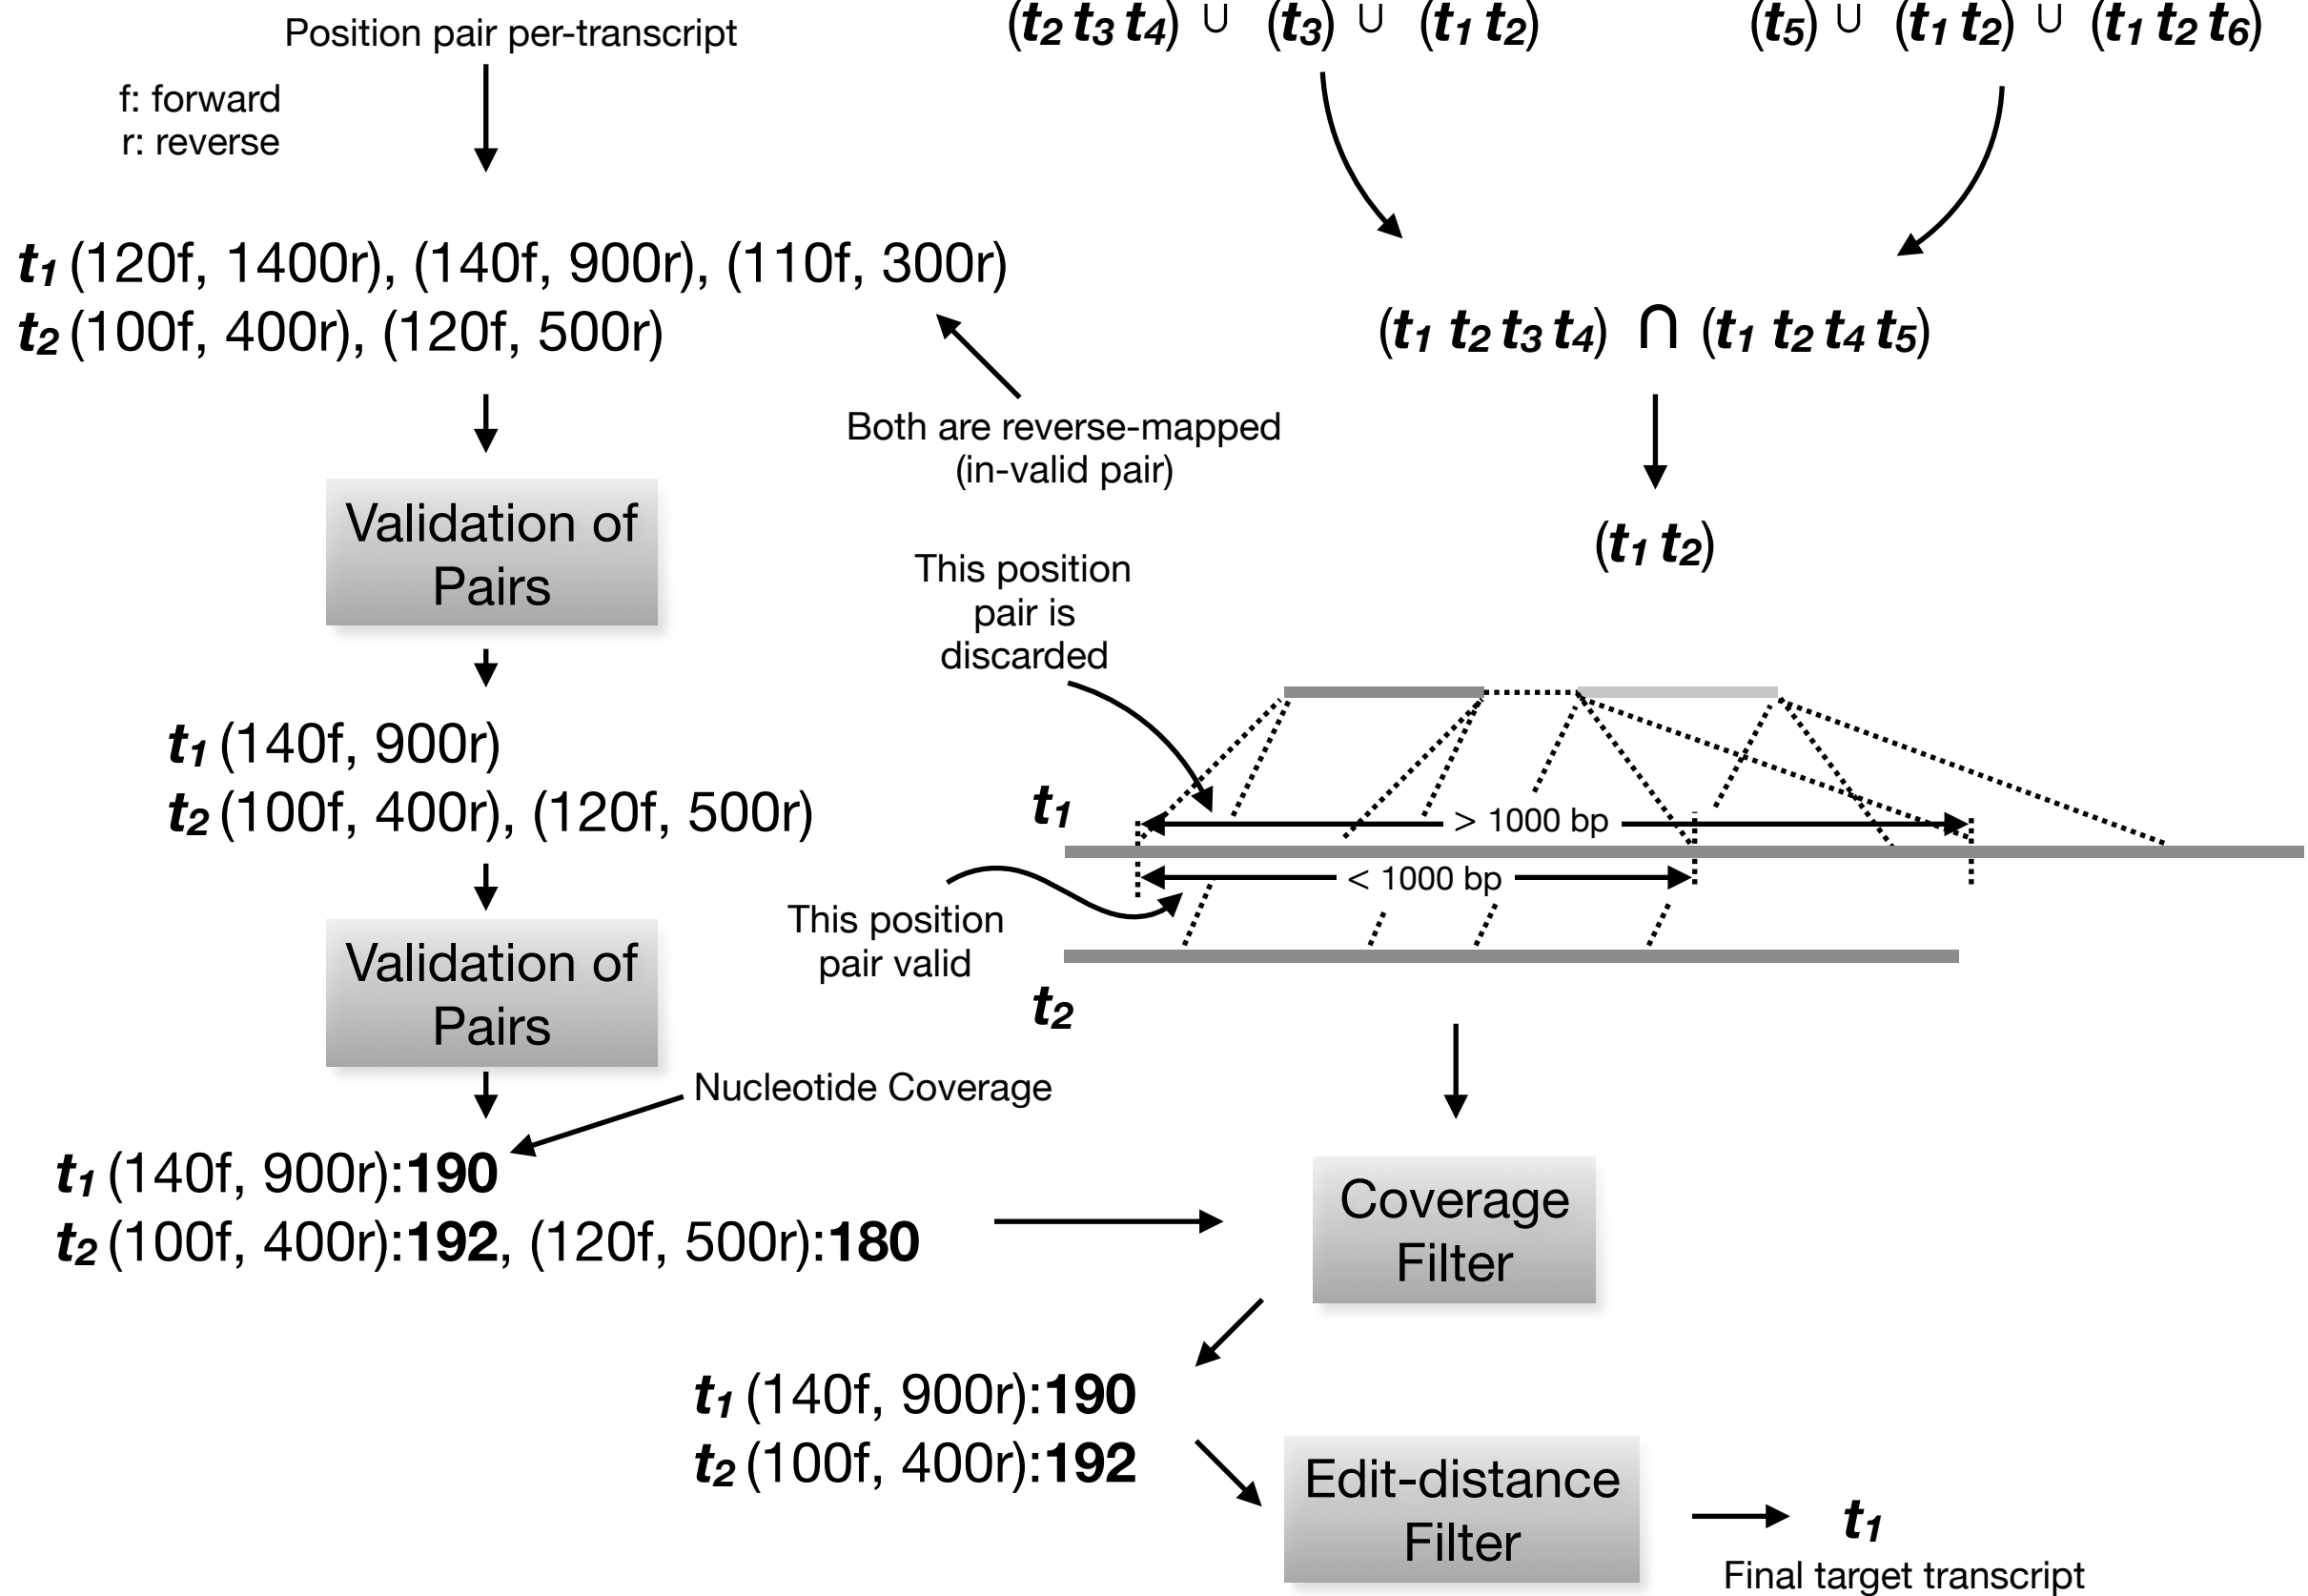 Position pair per-transcript
f: forward
r: reverse
(t2 t3 t4) ∪ (t3) ∪ (t1 t2)
(t5) ∪ (t1 t2) ∪ (t1 t2 t6)
t1 (120f, 1400r), (140f, 900r), (110f, 300r)
t2 (100f, 400r), (120f, 500r)
Both are reverse-mapped
(in-valid pair)
(t1 t2 t3 t4) ∩ (t1 t2 t4 t5)
(t1 t2)
Validation of
Pairs
This position
pair is
discarded
t1 (140f, 900r)
t2 (100f, 400r), (120f, 500r)
t1
> 1000 bp
< 1000 bp
This position
pair valid
t2
Validation of
Pairs
Nucleotide Coverage
t1 (140f, 900r):190
t2 (100f, 400r):192, (120f, 500r):180
Coverage
Filter
t1 (140f, 900r):190
t2 (100f, 400r):192
Edit-distance
Filter
t1
Final target transcript